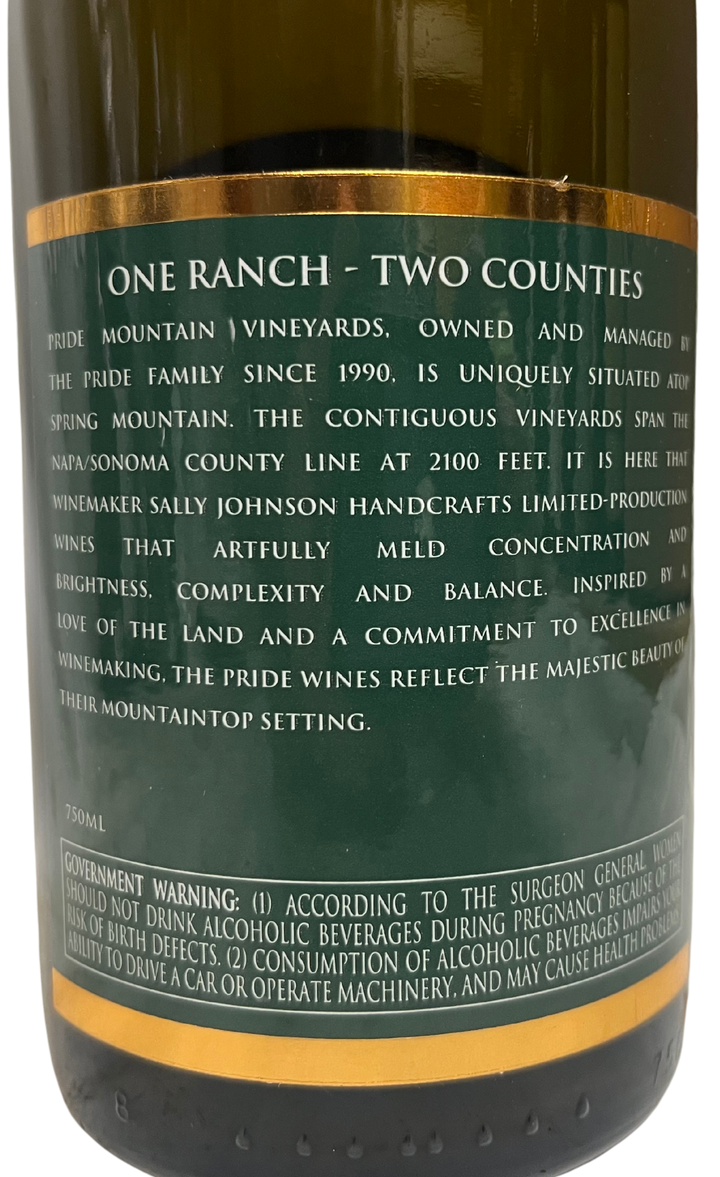 ONE RANCH - TWO COUNTIES
PRIDE MOUNTAIN VINEYARDS, OWNED AND MANAGED BY
THE PRIDE FAMILY SINCE 1990, IS UNIQUELY SITUATED ATOP
SPRING MOUNTAIN. THE CONTIGUOUS VINEYARDS SPAN THE
NAPA/SONOMA COUNTY LINE AT 2100 FEET. IT IS HERE THAT
WINEMAKER SALLY JOHNSON HANDCRAFTS LIMITED-PRODUCTION
WINES THAT ARTFULLY MELD CONCENTRATION AND
BRIGHTNESS, COMPLEXITY AND BALANCE. INSPIRED BY A
LOVE OF THE LAND AND A COMMITMENT TO EXCELLENCE IN
WINEMAKING, THE PRIDE WINES REFLECT THE MAJESTIC BEAUTY OF
THEIR MOUNTAINTOP SETTING.
750ML
GOVERNMENT WARNING: (1) ACCORDING TO THE SURGEON GENERAL, WOMEN
SHOULD NOT DRINK ALCOHOLIC BEVERAGES DURING PREGNANCY BECAUSE OF THE
RISK OF BIRTH DEFECTS. (2) CONSUMPTION OF ALCOHOLIC BEVERAGES IMPAIRS YOUR
ABILITY TO DRIVE A CAR OR OPERATE MACHINERY, AND MAY CAUSE HEALTH PROBLEMS.
8